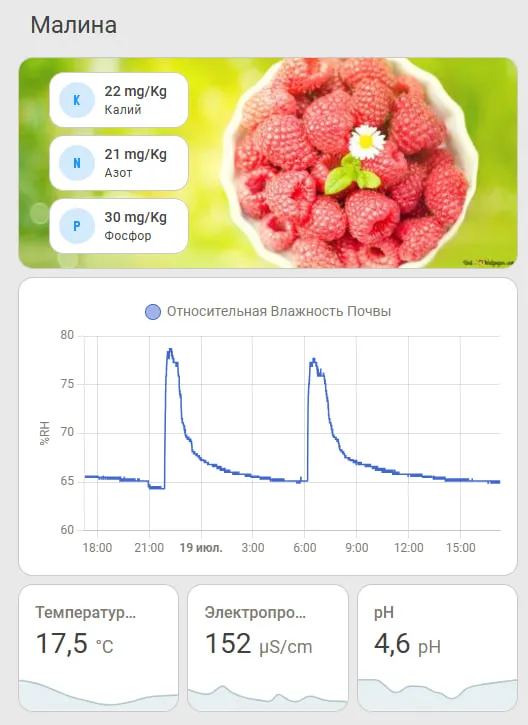 Малина
K
22 mg/Kg
Калий
N
21 mg/Kg
Азот
P
30 mg/Kg
Фосфор
Относительная Влажность Почвы
%RH
80
75
70
65
60
18:00 21:00 19 июл. 3:00 6:00 9:00 12:00 15:00
Температур…
17,5 °C
Электропро…
152 µS/cm
pH
4,6 pH